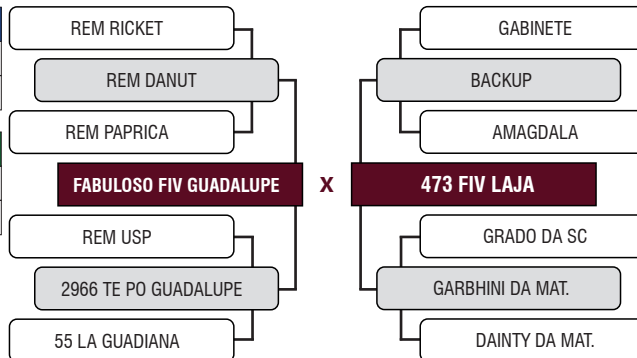 REM RICKET
GABINETE
REM DANUT
BACKUP
REM PAPRICA
AMAGDALA
FABULOSO FIV GUADALUPE
X
473 FIV LAJA
REM USP
GRADO DA SC
2966 TE PO GUADALUPE
GARBHINI DA MAT.
55 LA GUADIANA
DAINTY DA MAT.